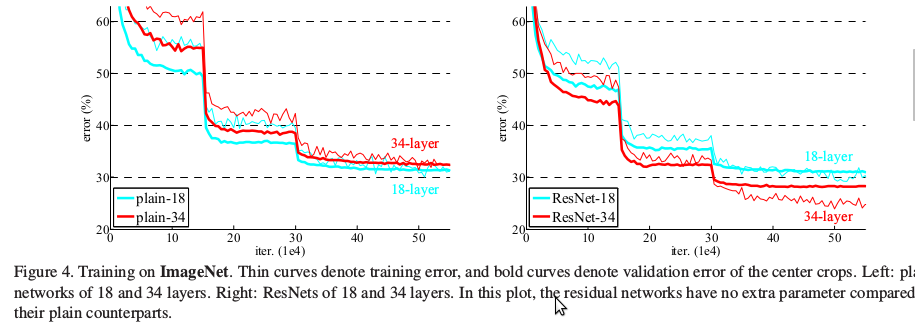 60
50
40
30
20
error (%)
0
10
20
30
40
50
iter. (1e4)
34-layer
18-layer
plain-18
plain-34
60
50
40
30
20
error (%)
0
10
20
30
40
50
iter. (1e4)
18-layer
34-layer
ResNet-18
ResNet-34
Figure 4. Training on ImageNet. Thin curves denote training error, and bold curves denote validation error of the center crops. Left:
networks of 18 and 34 layers. Right: ResNets of 18 and 34 layers. In this plot, the residual networks have no extra parameter compared
their plain counterparts.